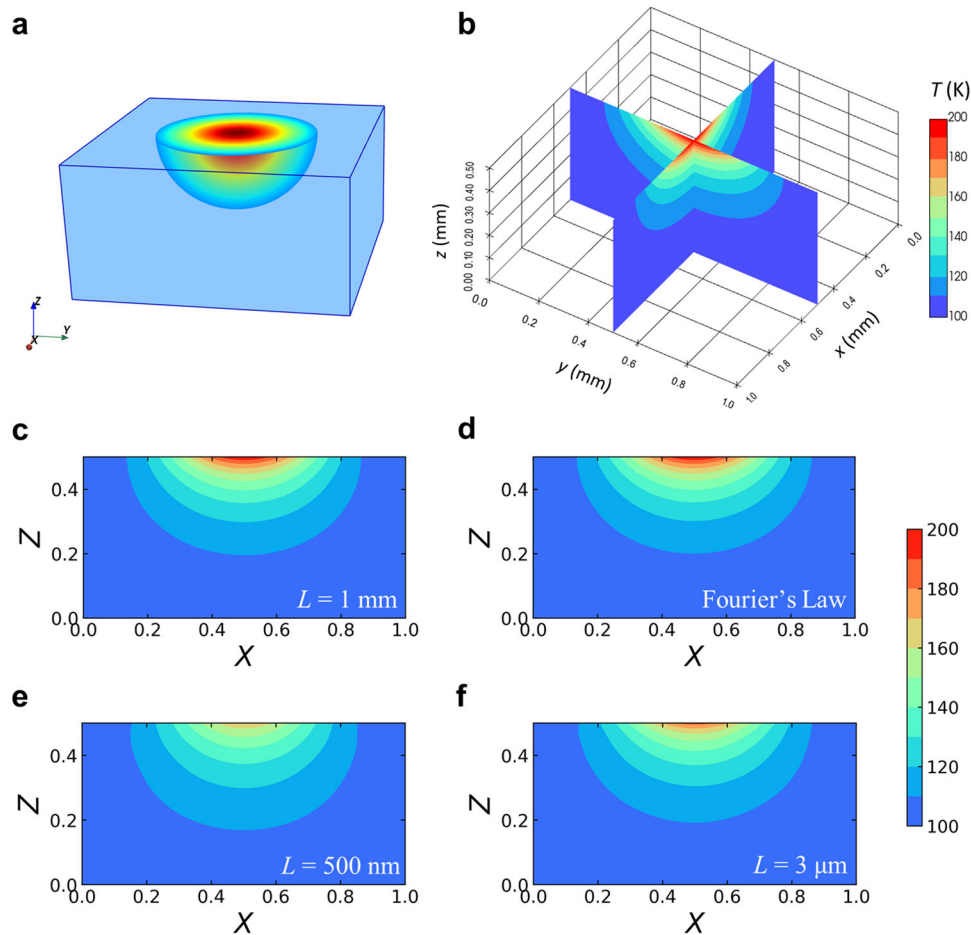 a
Z
Y
X
b
T (K)
200
180
160
140
120
100
z (mm)
0.50
0.40
0.30
0.20
0.10
0.00
0.0
0.2
0.4
0.6
0.8
1.0
y (mm)
0.0
0.2
0.4
0.6
0.8
1.0
x (mm)
c
Z
0.4
0.2
0.0
L = 1 mm
0.0 0.2 0.4 0.6 0.8 1.0
X
d
Z
0.4
0.2
0.0
Fourier's Law
0.0 0.2 0.4 0.6 0.8 1.0
X
200
180
160
140
120
110
100
e
Z
0.4
0.2
0.0
L = 500 nm
0.0 0.2 0.4 0.6 0.8 1.0
X
f
Z
0.4
0.2
0.0
L = 3 μm
0.0 0.2 0.4 0.6 0.8 1.0
X